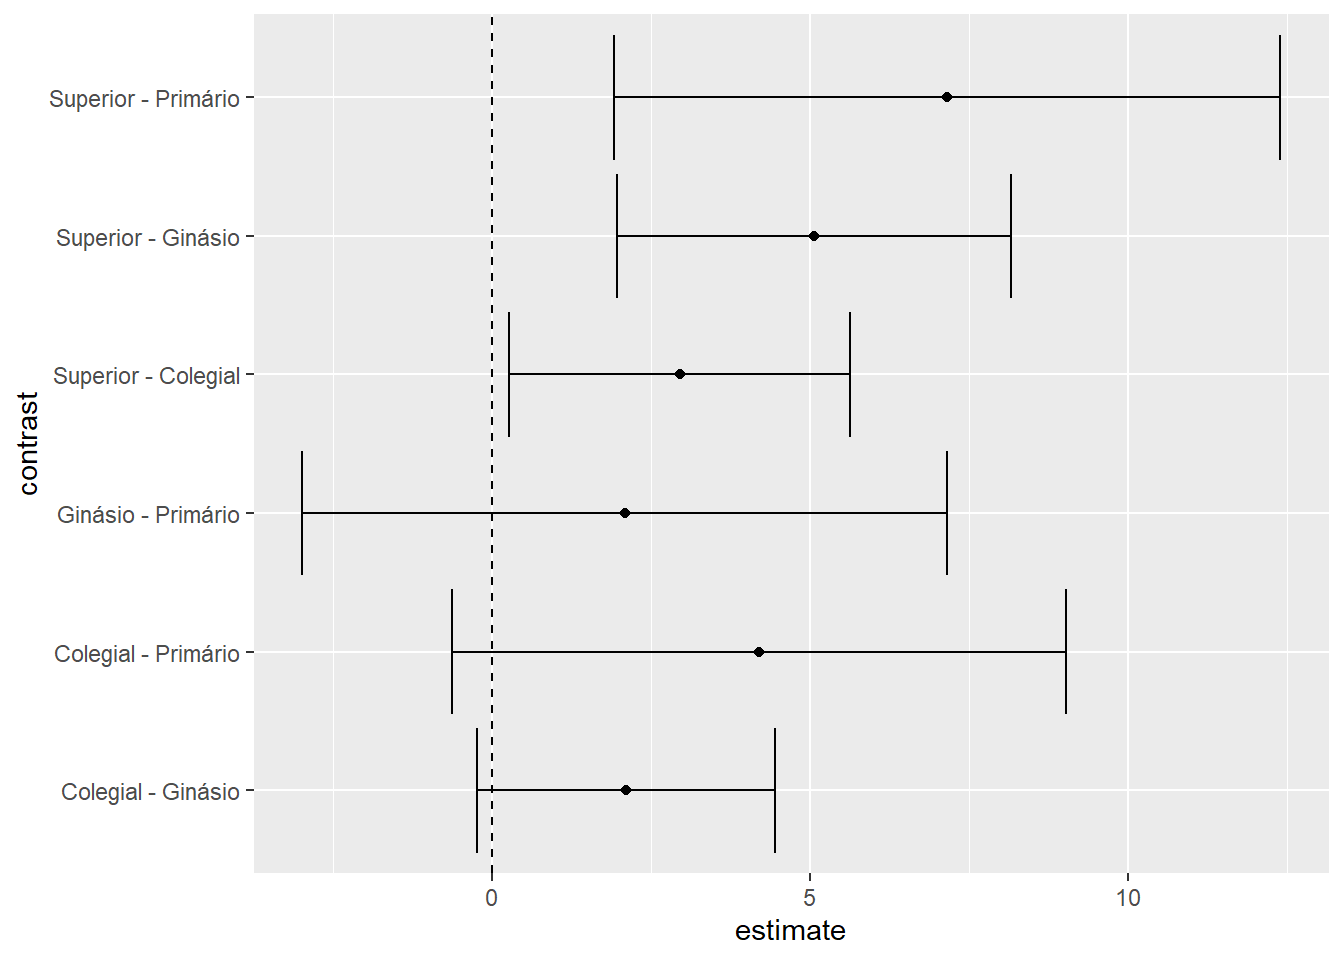 contrast
Superior - Primário
Superior - Ginásio
Superior - Colegial
Ginásio - Primário
Colegial - Primário
Colegial - Ginásio
0 5 10
estimate